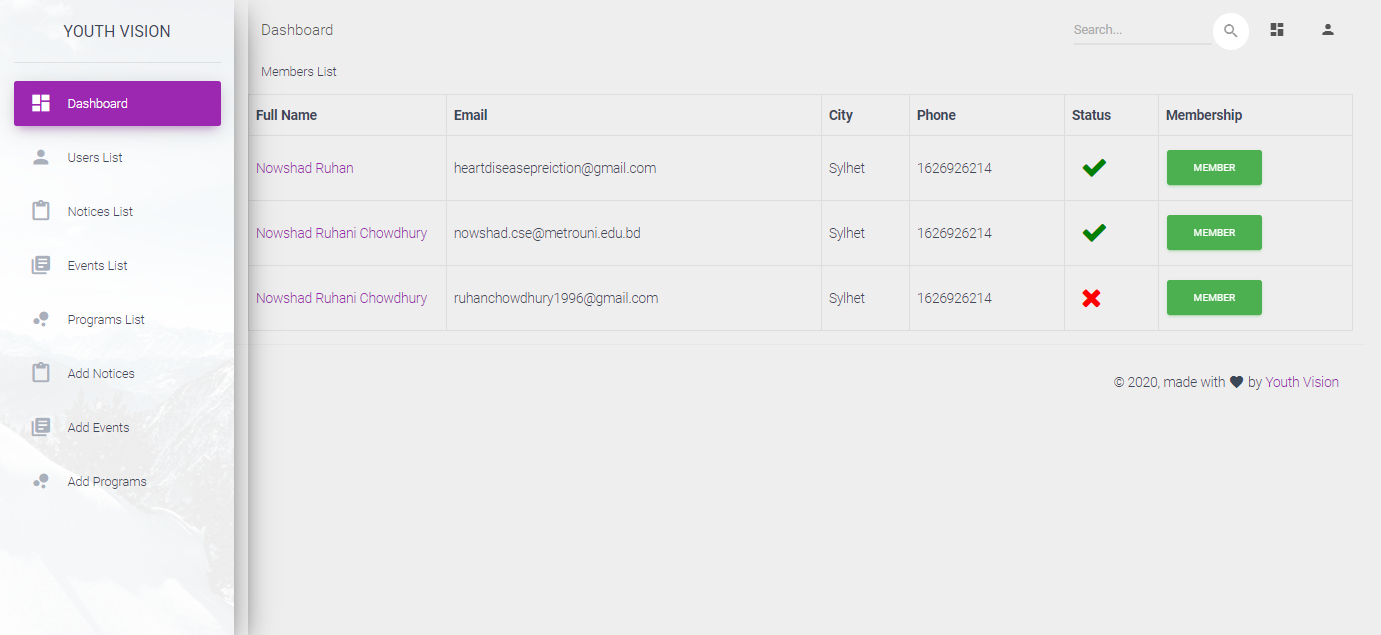 YOUTH VISION
Dashboard
Users List
Notices List
Events List
Programs List
Add Notices
Add Events
Add Programs
Dashboard
Search...
Members List
Full Name Email City Phone Status Membership
Nowshad Ruhan heartdiseasepreiction@gmail.com Sylhet 1626926214 MEMBER
Nowshad Ruhani Chowdhury nowshad.cse@metrouni.edu.bd Sylhet 1626926214 MEMBER
Nowshad Ruhani Chowdhury ruhanchowdhury1996@gmail.com Sylhet 1626926214 MEMBER
© 2020, made with by Youth Vision